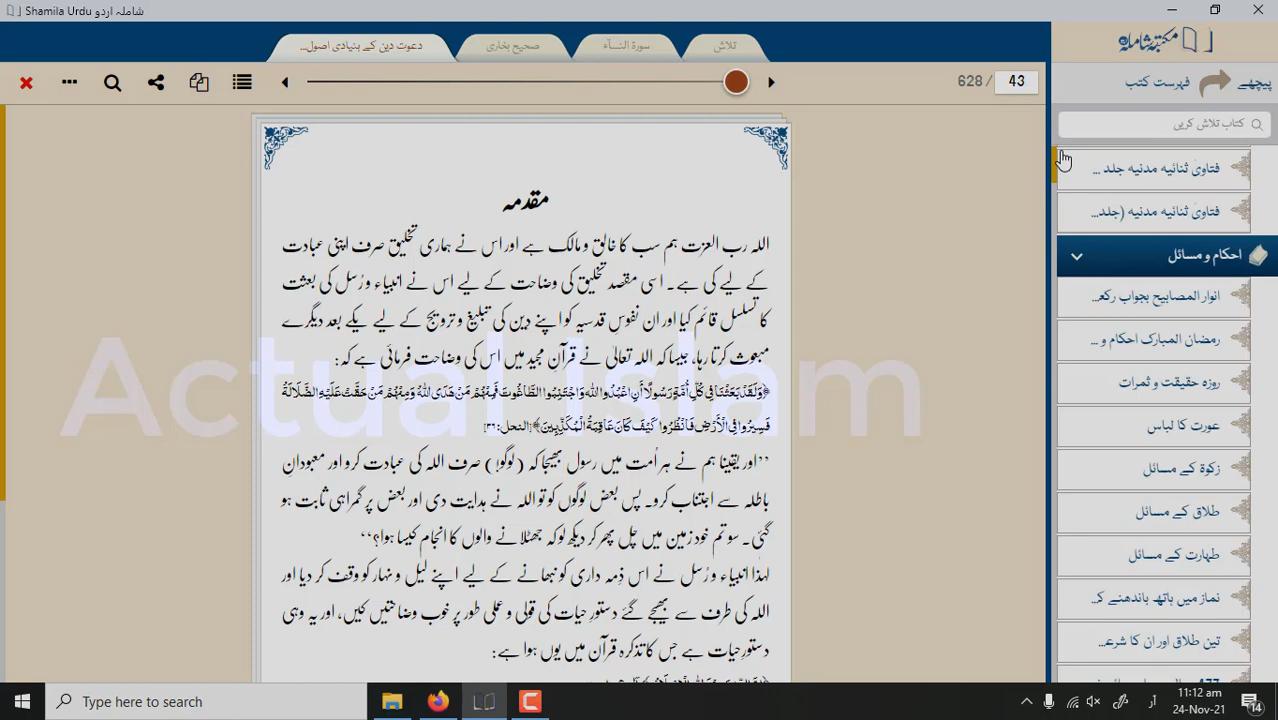 Shamila Urdu شاملہ اردو
مکتبہ شاملہ
دعوت دین کے بنیادی اصول...
صحیح بخاری
سورۃ النسآء
تلاش
628 / 43
فہرست کتب
پیچھے
کتاب تلاش کریں
فتاویٰ ثنائیہ مدنیہ جلد ...
فتاویٰ ثنائیہ مدنیہ (جلد...
احکام و مسائل
انوار المصابیح بجواب رکع...
رمضان المبارک احکام و ...
روزہ حقیقت و ثمرات
عورت کا لباس
زکوۃ کے مسائل
طلاق کے مسائل
طہارت کے مسائل
نماز میں ہاتھ باندھنے ک...
تین طلاق اور ان کا شرعی...
مقدمہ
اللہ رب العزت ہم سب کا خالق و مالک ہے اور اس نے ہماری تخلیق صرف اپنی عبادت
کے لیے کی ہے۔ اسی مقصد تخلیق کی وضاحت کے لیے اس نے انبیاء و رُسل کی بعثت
کا تسلسل قائم کیا اور ان نفوسِ قدسیہ کو اپنے دِین کی تبلیغ و ترویج کے لیے یکے بعد دیگرے
مبعوث کرتا رہا، جیسا کہ اللہ تعالیٰ نے قرآنِ مجید میں اس کی وضاحت فرمائی ہے کہ:
﴿وَلَقَدْ بَعَثْنَا فِي كُلِّ أُمَّةٍ رَسُولًا أَنِ اعْبُدُوا اللَّهَ وَاجْتَنِبُوا الطَّاغُوتَ فَمِنْهُمْ مَنْ هَدَى اللَّهُ وَمِنْهُمْ مَنْ حَقَّتْ عَلَيْهِ الضَّلَالَةُ
فَسِيرُوا فِي الْأَرْضِ فَانْظُرُوا كَيْفَ كَانَ عَاقِبَةُ الْمُكَذِّبِينَ﴾ [النحل: ۳۶]
’’اور یقیناً ہم نے ہر اُمت میں رسول بھیجا کہ (لوگو!) صرف اللہ کی عبادت کرو اور معبودانِ
باطلہ سے اجتناب کرو۔ پس بعض لوگوں کو تو اللہ نے ہدایت دی اور بعض پر گمراہی ثابت ہو
گئی۔ سو تم خود زمین میں چل پھر کر دیکھ لو کہ جھٹلانے والوں کا انجام کیسا ہوا؟‘‘
لہٰذا انبیاء و رُسل نے اس ذِمہ داری کو نبھانے کے لیے اپنے لیل و نہار کو وقف کر دیا اور
اللہ کی طرف سے بھیجے گئے دستورِ حیات کی قولی و عملی طور پر خوب وضاحتیں کیں، اور یہ وہی
دستورِ حیات ہے جس کا تذکرہ قرآن میں یوں ہوا ہے:
Actual Islam
Type here to search
11:12 am
24-Nov-21
14